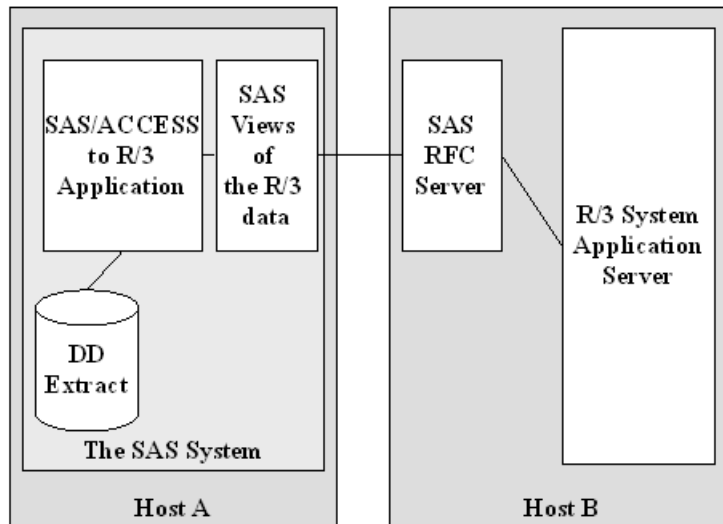 SAS/ACCESS
to R/3
Application
SAS
Views
of
the R/3
data
DD
Extract
The SAS System
Host A
SAS
RFC
Server
R/3 System
Application
Server
Host B